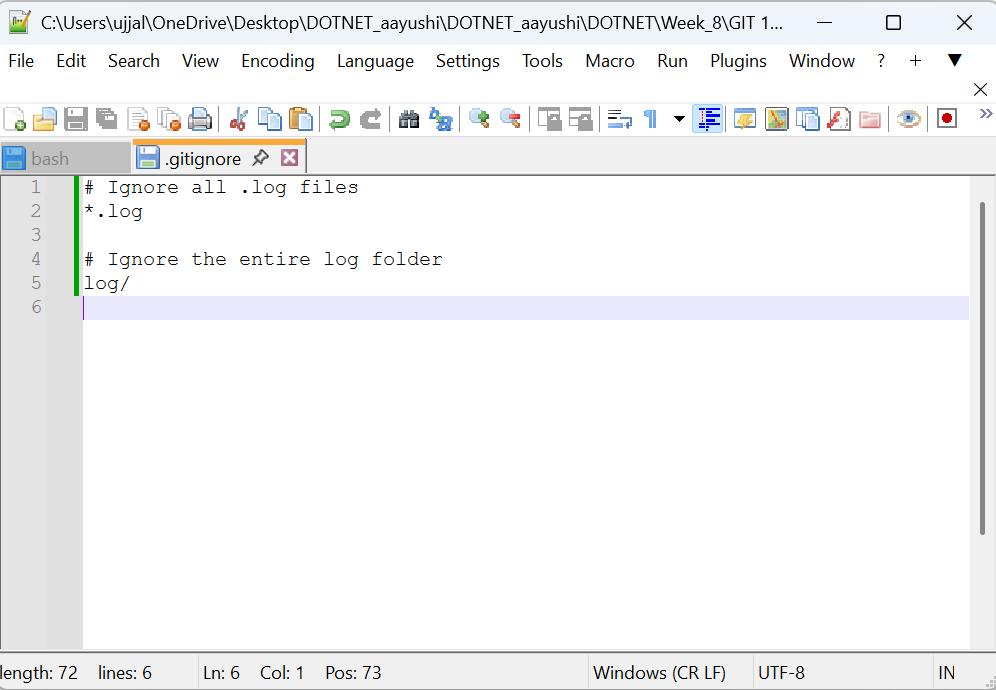 C:\Users\ujjal\OneDrive\Desktop\DOTNET_aayushi\DOTNET_aayushi\DOTNET\Week_8\GIT 1...
File Edit Search View Encoding Language Settings Tools Macro Run Plugins Window ? + ▼
bash .gitignore
1 # Ignore all .log files
2 *.log
3
4 # Ignore the entire log folder
5 log/
6
length: 72 lines: 6 Ln: 6 Col: 1 Pos: 73 Windows (CR LF) UTF-8 IN